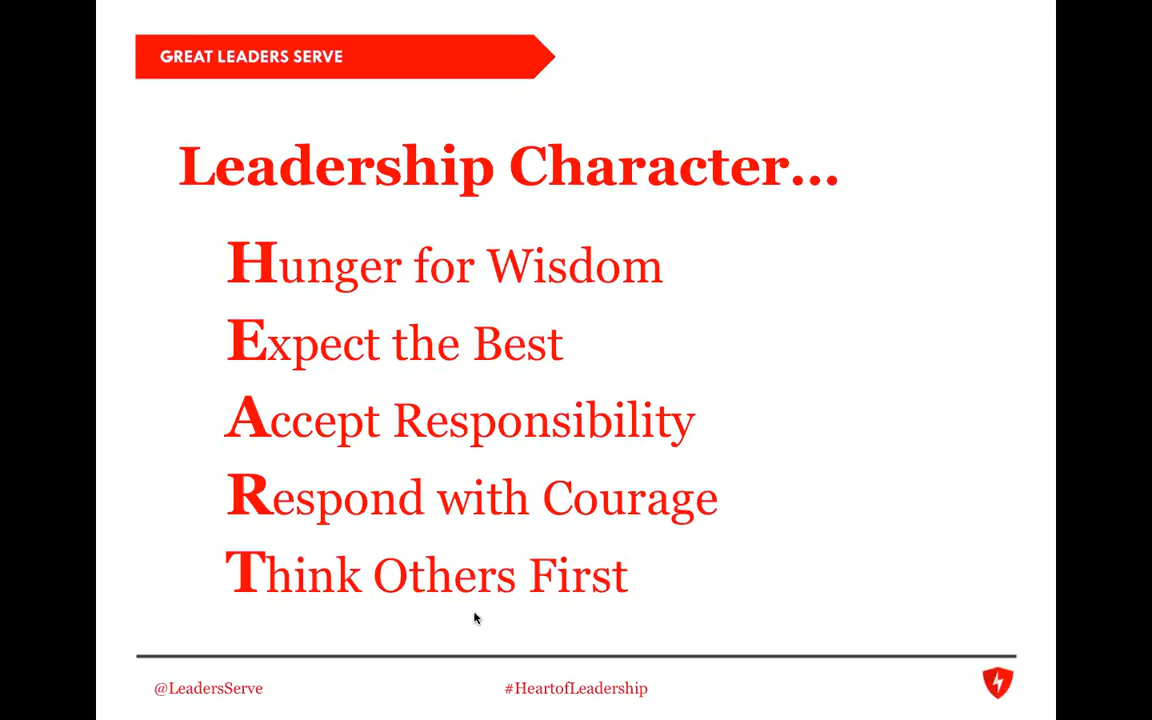 GREAT LEADERS SERVE
Leadership Character...
Hunger for Wisdom
Expect the Best
Accept Responsibility
Respond with Courage
Think Others First
@LeadersServe
#HeartofLeadership